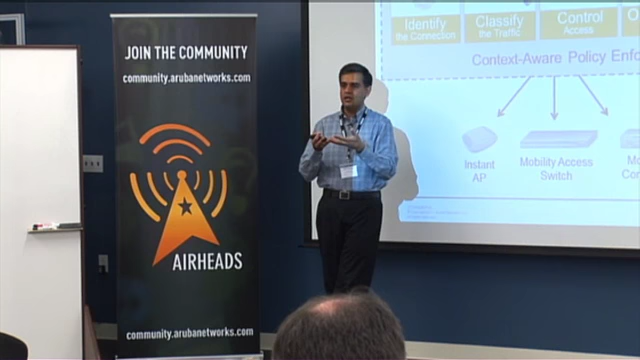 JOIN THE COMMUNITY
community.arubanetworks.com
AIRHEADS
community.arubanetworks.com
Identify
the Connection
Classify
the Traffic
Control
Access
Context-Aware Policy Enfo
Instant
AP
Mobility Access
Switch